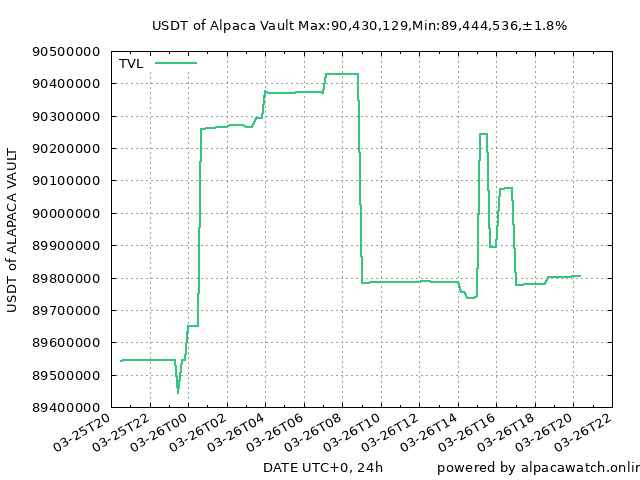 USDT of Alpaca Vault Max:90,430,129,Min:89,444,536,±1.8%
TVL
90500000
90400000
90300000
90200000
90100000
90000000
89900000
89800000
89700000
89600000
89500000
89400000
USDT of ALAPACA VAULT
03-25T20
03-25T22
03-26T00
03-26T02
03-26T04
03-26T06
03-26T08
03-26T10
03-26T12
03-26T14
03-26T16
03-26T18
03-26T20
03-26T22
DATE UTC+0, 24h
powered by alpacawatch.onlin